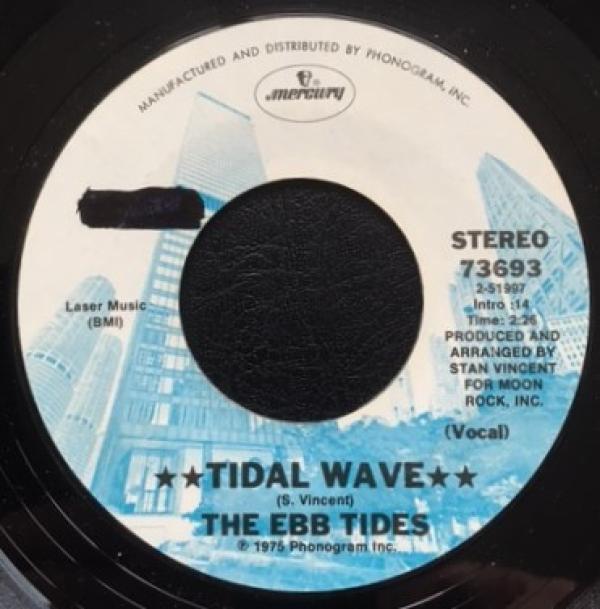 MANUFACTURED AND DISTRIBUTED BY PHONOGRAM, INC.
mercury
STEREO
73693
2-51997
Intro :14
Time: 2:26
PRODUCED AND
ARRANGED BY
STAN VINCENT
FOR MOON
ROCK, INC.
Laser Music
(BMI)
(Vocal)
★★TIDAL WAVE★★
(S. Vincent)
THE EBB TIDES
℗ 1975 Phonogram Inc.